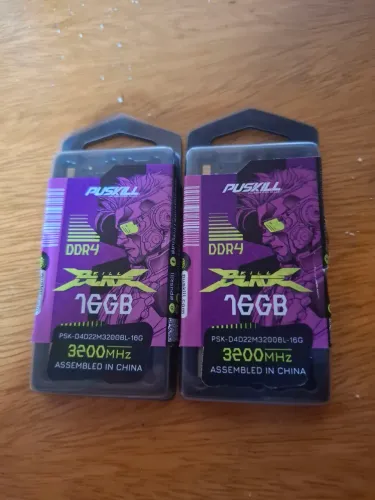 PUSKILL
DDR4
16GB
PSK-D4D22M3200BL-16G
3200MHz
ASSEMBLED IN CHINA
PUSKILL
DDR4
16GB
PSK-D4D22M3200BL-16G
3200MHz
ASSEMBLED IN CHINA